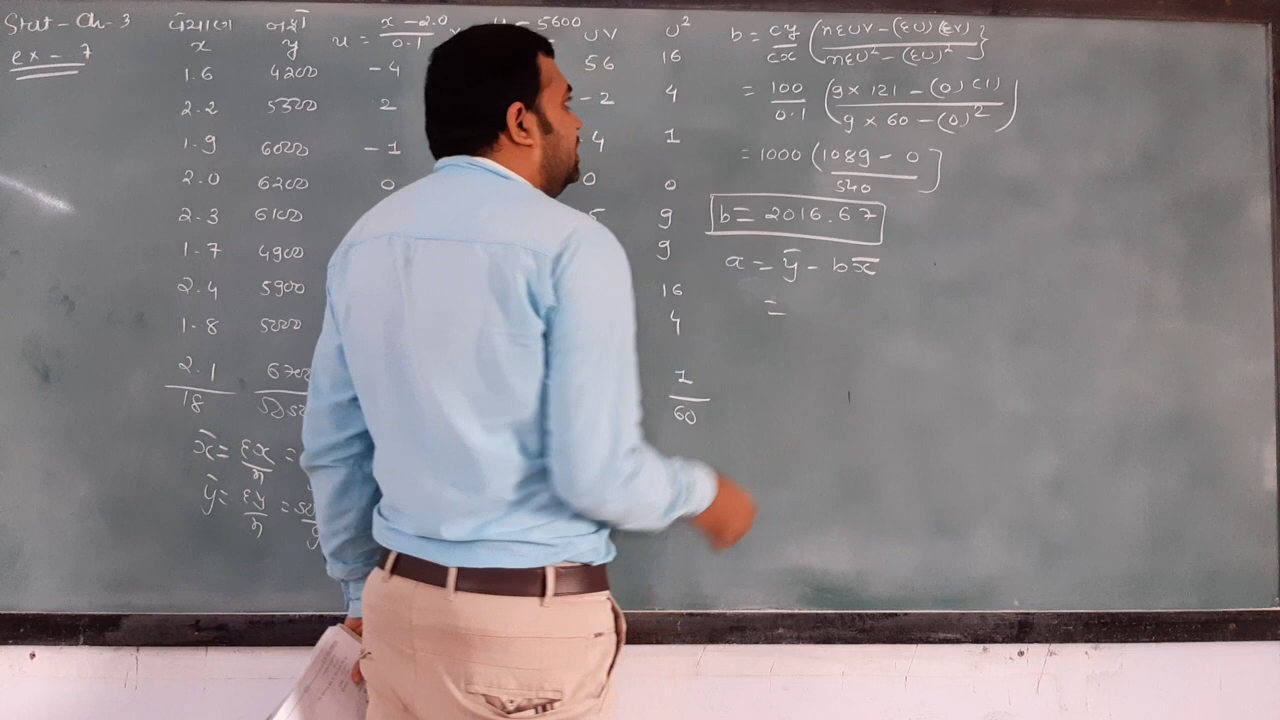 Stat - Ch - 3
ex - 7
x y u = x - 2.0 / 0.1 - 5600 UV U²
1.6 4200 -4 56 16
2.2 5300 2 -2 4
1.9 6000 -1 4 1
2.0 6200 0 0 0
2.3 6100 9
1.7 4900 9
2.4 5900 16
1.8 5000 4
2.1 6700 1
18 60
x̄ = Σx / n =
ȳ = Σy / n =
b = cy / cx (nΣUV - (ΣU)(ΣV) / nΣU² - (ΣU)²)
= 100 / 0.1 (9 × 121 - (0)(1) / 9 × 60 - (0)²)
= 1000 (1089 - 0 / 540)
b = 2016.67
a = ȳ - bx̄
=